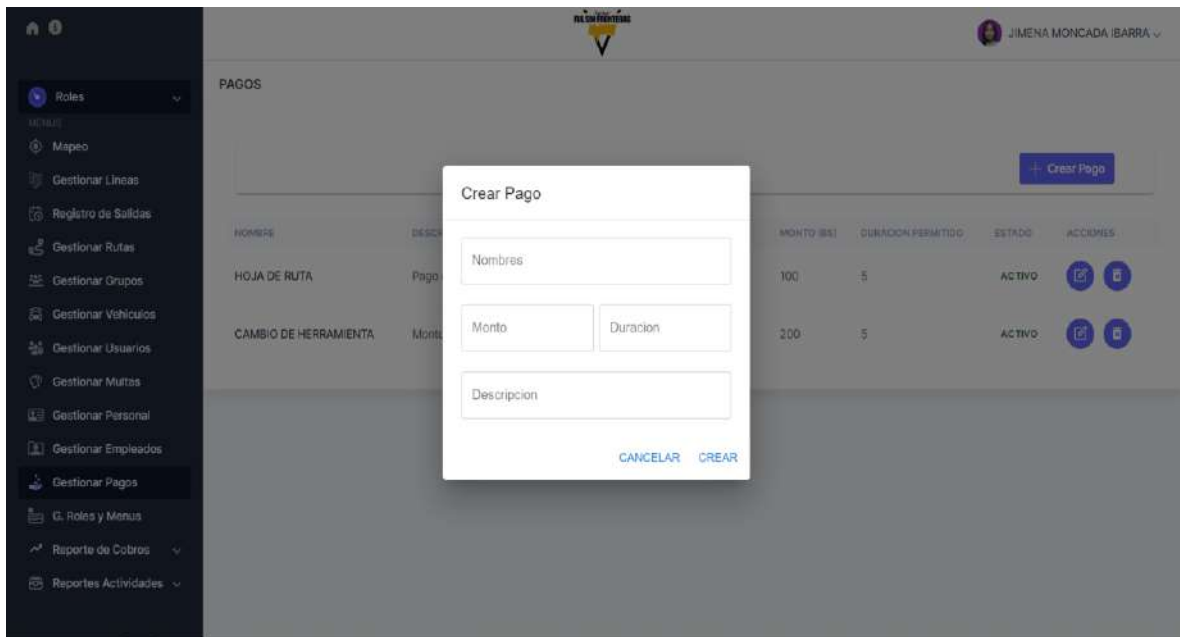 JIMENA MONCADA IBARRA
Roles
MENUS
Mapeo
Gestionar Lineas
Registro de Salidas
Gestionar Rutas
Gestionar Grupos
Gestionar Vehiculos
Gestionar Usuarios
Gestionar Multas
Gestionar Personal
Gestionar Empleados
Gestionar Pagos
G. Roles y Menus
Reporte de Cobros
Reportes Actividades
PAGOS
+ Crear Pago
NOMBRE MONTO (BS) DURACION PERMITIDO ESTADO ACCIONES
HOJA DE RUTA Pago 100 5 ACTIVO
CAMBIO DE HERRAMIENTA 200 5 ACTIVO
Crear Pago
Nombres
Monto Duracion
Descripcion
CANCELAR CREAR